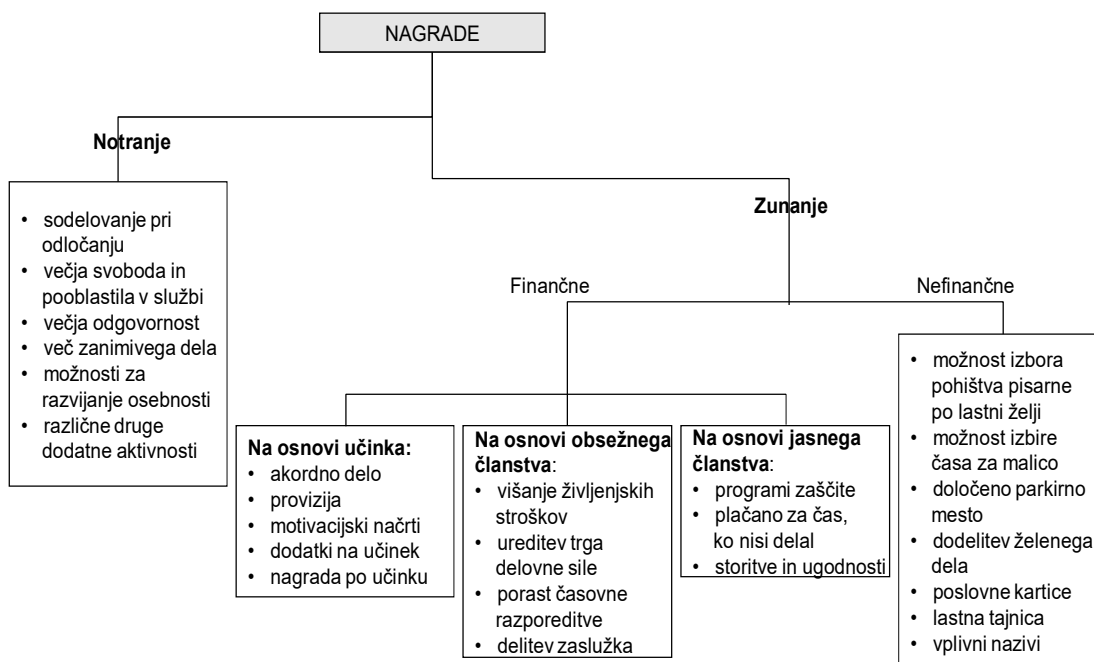 NAGRADE
Notranje
• sodelovanje pri
odločanju
• večja svoboda in
pooblastila v službi
• večja odgovornost
• več zanimivega dela
• možnosti za
razvijanje osebnosti
• različne druge
dodatne aktivnosti
Zunanje
Finančne
Nefinančne
Na osnovi učinka:
• akordno delo
• provizija
• motivacijski načrti
• dodatki na učinek
• nagrada po učinku
Na osnovi obsežnega
članstva:
• višanje življenjskih
stroškov
• ureditev trga
delovne sile
• porast časovne
razporeditve
• delitev zaslužka
Na osnovi jasnega
članstva:
• programi zaščite
• plačano za čas,
ko nisi delal
• storitve in ugodnosti
• možnost izbora
pohištva pisarne
po lastni želji
• možnost izbire
časa za malico
• določeno parkirno
mesto
• dodelitev želenega
dela
• poslovne kartice
• lastna tajnica
• vplivni nazivi